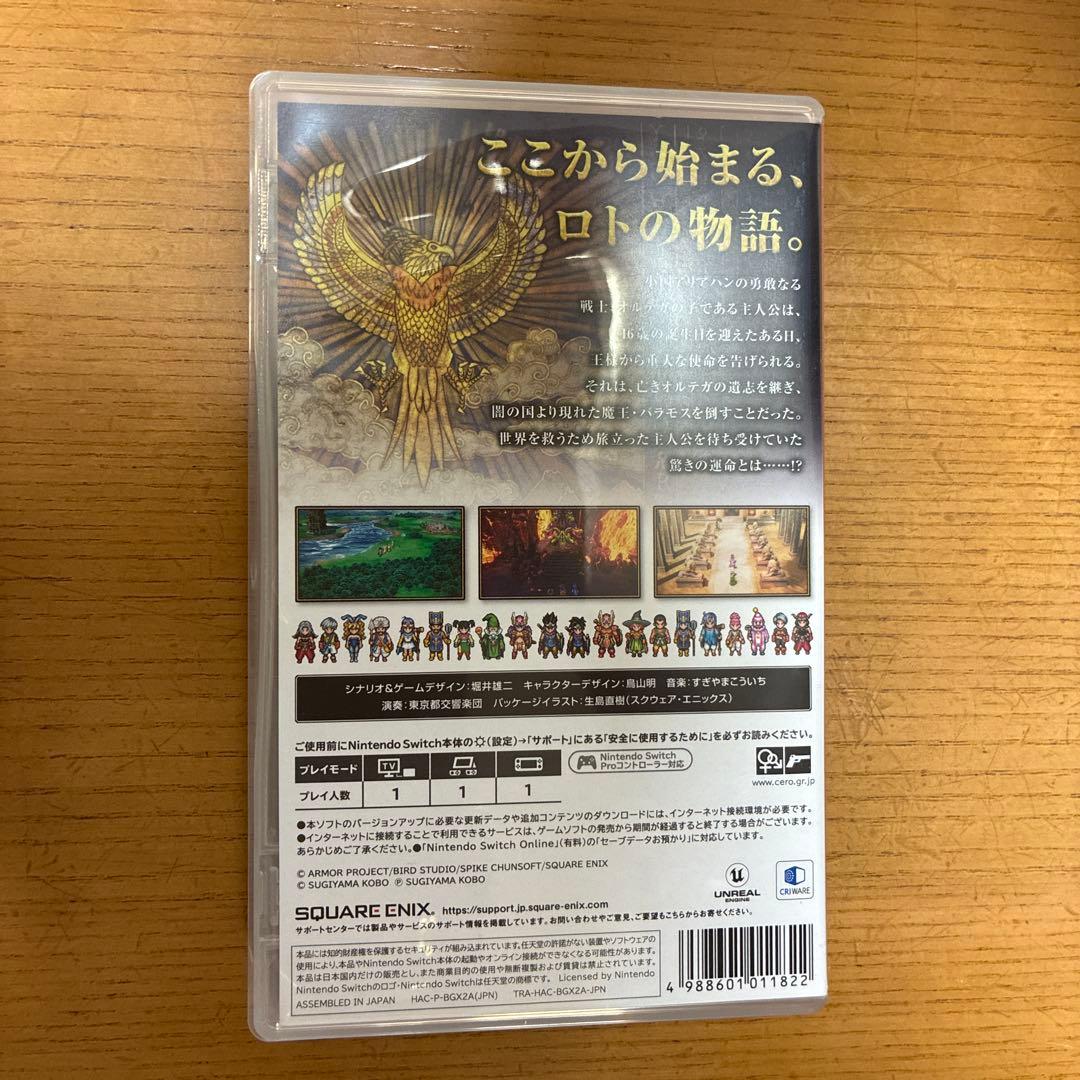 ここから始まる、
ロトの物語。
小国アリアハンの勇敢なる
戦士・オルテガの子である主人公は、
16歳の誕生日を迎えたある日、
王様から重大な使命を告げられる。
それは、亡きオルテガの遺志を継ぎ、
闇の国より現れた魔王・バラモスを倒すことだった。
世界を救うため旅立った主人公を待ち受けていた
驚きの運命とは……!?
シナリオ&ゲームデザイン:堀井雄二 キャラクターデザイン:鳥山明 音楽:すぎやまこういち
演奏:東京都交響楽団 パッケージイラスト:生島直樹(スクウェア・エニックス)
ご使用前にNintendo Switch本体の(設定)→「サポート」にある「安全に使用するために」を必ずお読みください。
プレイモード TV
プレイ人数 1 1 1
Nintendo Switch
Proコントローラー対応
www.cero.gr.jp
●本ソフトのバージョンアップに必要な更新データや追加コンテンツのダウンロードには、インターネット接続環境が必要です。
●インターネットに接続することで利用できるサービスは、ゲームソフトの発売から期間が経過すると終了する場合がございます。
あらかじめご了承ください。●「Nintendo Switch Online」(有料)の「セーブデータお預かり」に対応しています。
© ARMOR PROJECT/BIRD STUDIO/SPIKE CHUNSOFT/SQUARE ENIX
© SUGIYAMA KOBO ℗ SUGIYAMA KOBO
UNREAL
ENGINE
CRIWARE
SQUARE ENIX. https://support.jp.square-enix.com
サポートセンターでは製品やサービスのサポート情報を掲載しています。お問い合わせやご意見、ご要望もこちらからお寄せください。
本品には知的財産権を保護するセキュリティが組み込まれています。任天堂の許諾がない装置やソフトウェアの
使用により、本品やNintendo Switch本体の起動やオンライン接続ができなくなる可能性があります。
本品は日本国内だけの販売とし、また商業目的の使用や無断複製および賃貸は禁止されています。
Nintendo Switchのロゴ・Nintendo Switchは任天堂の商標です。 Licensed by Nintendo
ASSEMBLED IN JAPAN HAC-P-BGX2A(JPN) TRA-HAC-BGX2A-JPN
4 988601 011822